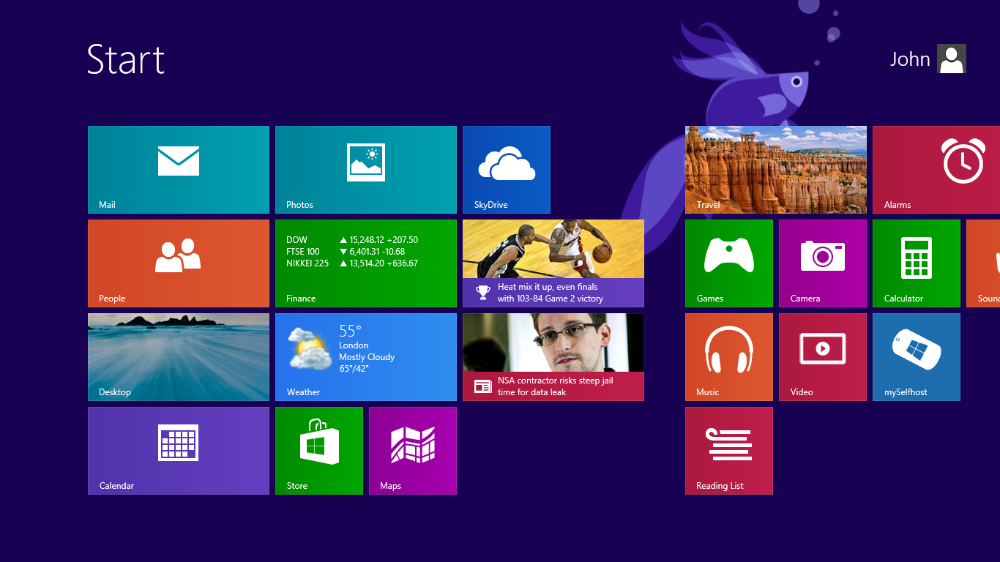 Start
John
Mail
Photos
SkyDrive
Travel
Alarms
People
DOW ▲ 15,248.12 +207.50
FTSE 100 ▼ 6,401.31 -10.68
NIKKEI 225 ▲ 13,514.20 +636.67
Finance
Heat mix it up, even finals
with 103-84 Game 2 victory
Games
Camera
Calculator
Soun
Desktop
55°
London
Mostly Cloudy
65°/42°
Weather
NSA contractor risks steep jail
time for data leak
Music
Video
mySelfhost
Calendar
Store
Maps
Reading List